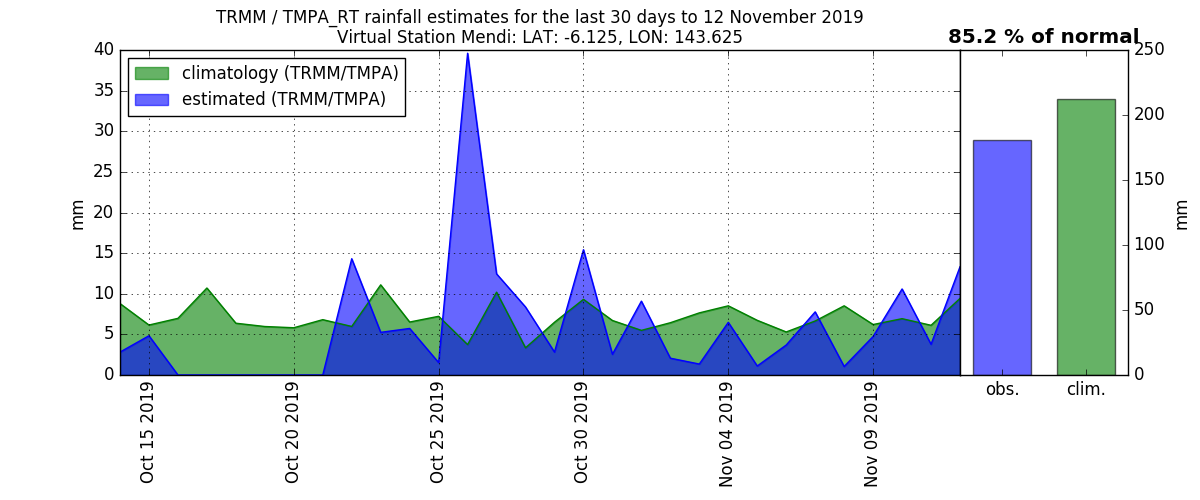 TRMM / TMPA_RT rainfall estimates for the last 30 days to 12 November 2019
Virtual Station Mendi: LAT: -6.125, LON: 143.625
85.2 % of normal
climatology (TRMM/TMPA)
estimated (TRMM/TMPA)
40
35
30
25
20
15
10
5
0
mm
Oct 15 2019
Oct 20 2019
Oct 25 2019
Oct 30 2019
Nov 04 2019
Nov 09 2019
250
200
150
100
50
0
mm
obs.
clim.